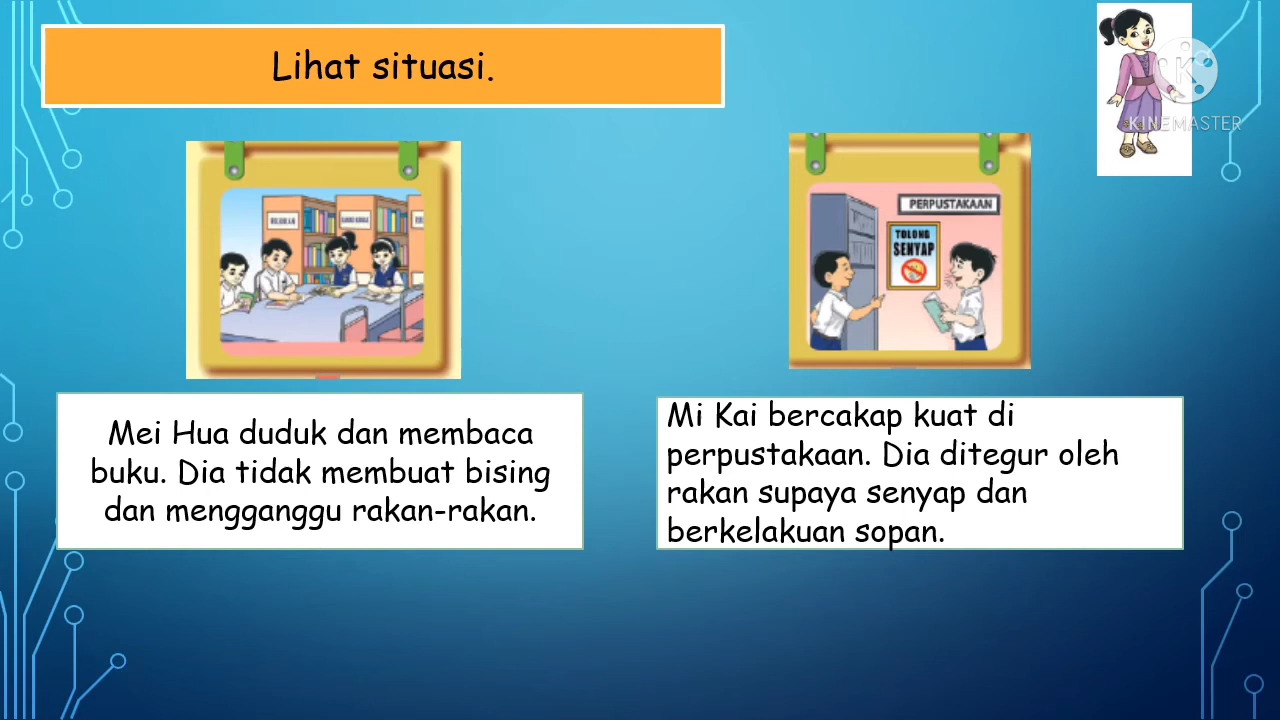 Lihat situasi.
KINEMASTER
PERPUSTAKAAN
TOLONG
SENYAP
Mei Hua duduk dan membaca
buku. Dia tidak membuat bising
dan mengganggu rakan-rakan.
Mi Kai bercakap kuat di
perpustakaan. Dia ditegur oleh
rakan supaya senyap dan
berkelakuan sopan.